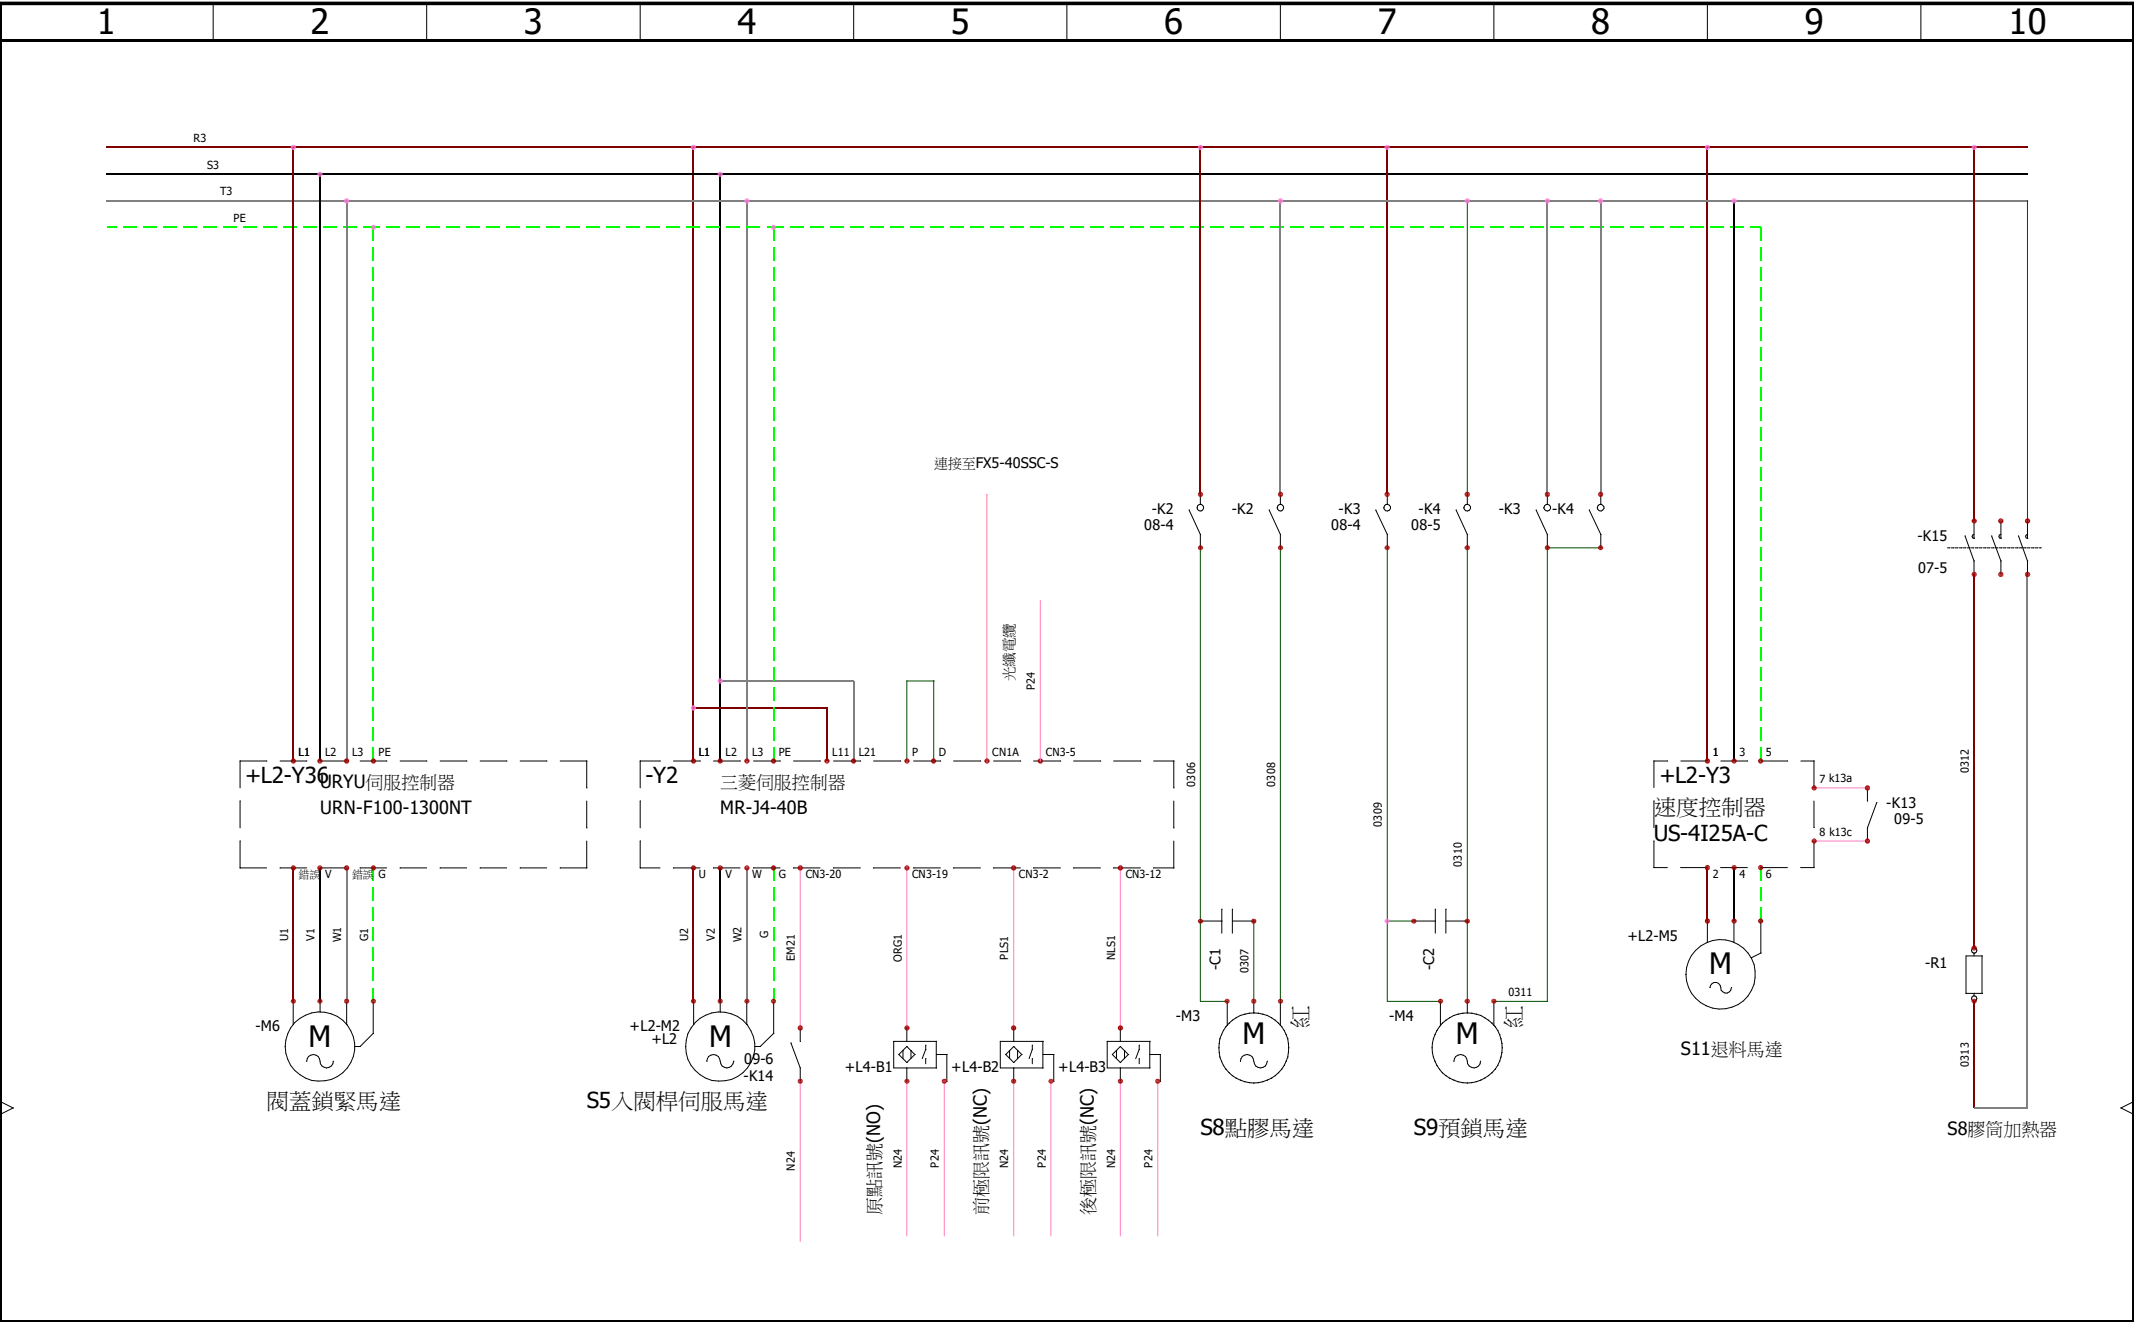 1 2 3 4 5 6 7 8 9 10
R3
S3
T3
PE
連接至FX5-40SSC-S
光纖電纜
P24
-K2
08-4
-K2
-K3
08-4
-K4
08-5
-K3
-K4
-K15
07-5
L1 L2 L3 PE
+L2-Y36
URYU伺服控制器
URN-F100-1300NT
錯誤 V 錯誤 G
U1 V1 W1 G1
-M6
M
閥蓋鎖緊馬達
L1 L2 L3 PE L11 L21 P D CN1A CN3-5
-Y2
三菱伺服控制器
MR-J4-40B
U V W G CN3-20 CN3-19 CN3-2 CN3-12
U2 V2 W2 G EM21 ORG1 PLS1 NLS1
+L2-M2
+L2
M
09-6
-K14
S5入閥桿伺服馬達
N24
+L4-B1
原點訊號(NO)
N24
P24
+L4-B2
前極限訊號(NC)
N24
P24
+L4-B3
後極限訊號(NC)
N24
P24
0306
0308
-C1
0307
-M3
M
S8點膠馬達
0309
0310
-C2
0311
-M4
M
S9預鎖馬達
1 3 5
+L2-Y3
速度控制器
US-4I25A-C
7 k13a
8 k13c
-K13
09-5
2 4 6
+L2-M5
M
S11退料馬達
0312
-R1
0313
S8膠筒加熱器